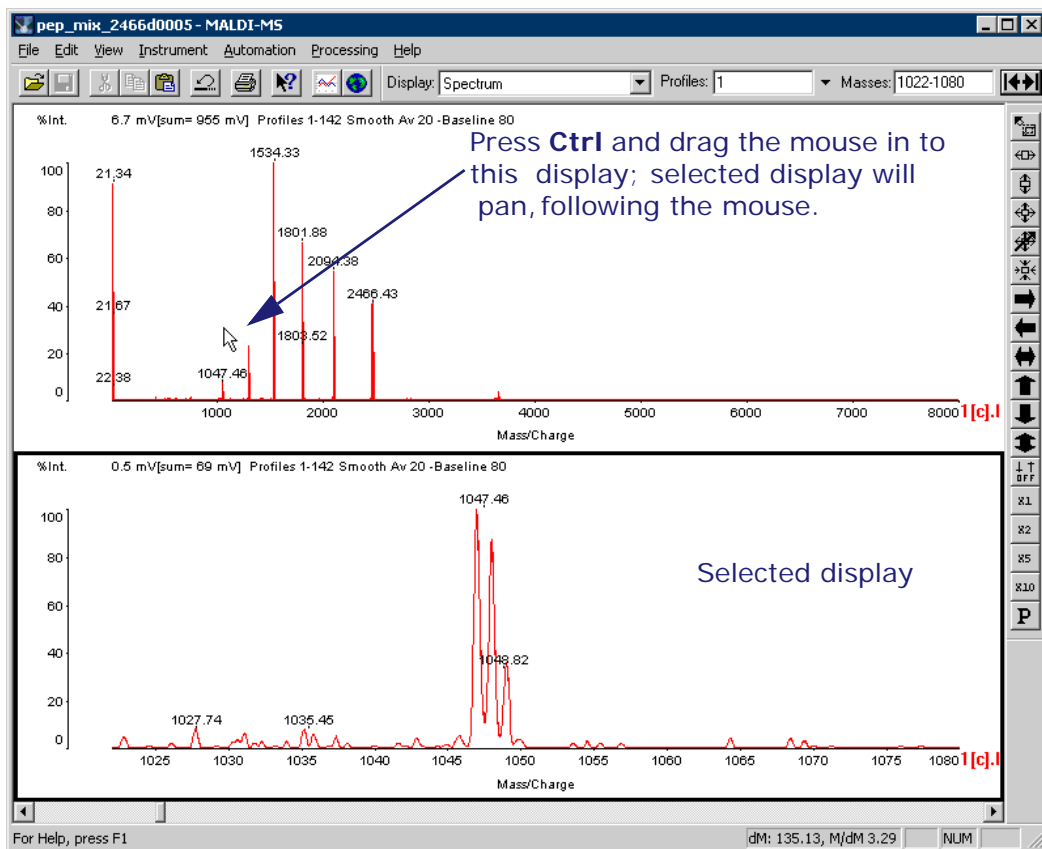 pep_mix_2466d0005 - MALDI-MS
File Edit View Instrument Automation Processing Help
Display: Spectrum Profiles: 1 Masses: 1022-1080
%Int. 6.7 mV[sum= 955 mV] Profiles 1-142 Smooth Av 20 -Baseline 80
Press Ctrl and drag the mouse in to
this display; selected display will
pan, following the mouse.
1534.33
100
21.34
80
1801.88
60
2094.38
2466.43
40
21.67
1803.52
20
22.38
1047.46
0
1000 2000 3000 4000 5000 6000 7000 8000 1[c].I
Mass/Charge
%Int. 0.5 mV[sum= 69 mV] Profiles 1-142 Smooth Av 20 -Baseline 80
1047.46
100
80
Selected display
60
40
1048.82
20
1027.74 1035.45
0
1025 1030 1035 1040 1045 1050 1055 1060 1065 1070 1075 1080 1[c].I
Mass/Charge
OFF
X1
X2
X5
X10
P
For Help, press F1 dM: 135.13, M/dM 3.29 NUM